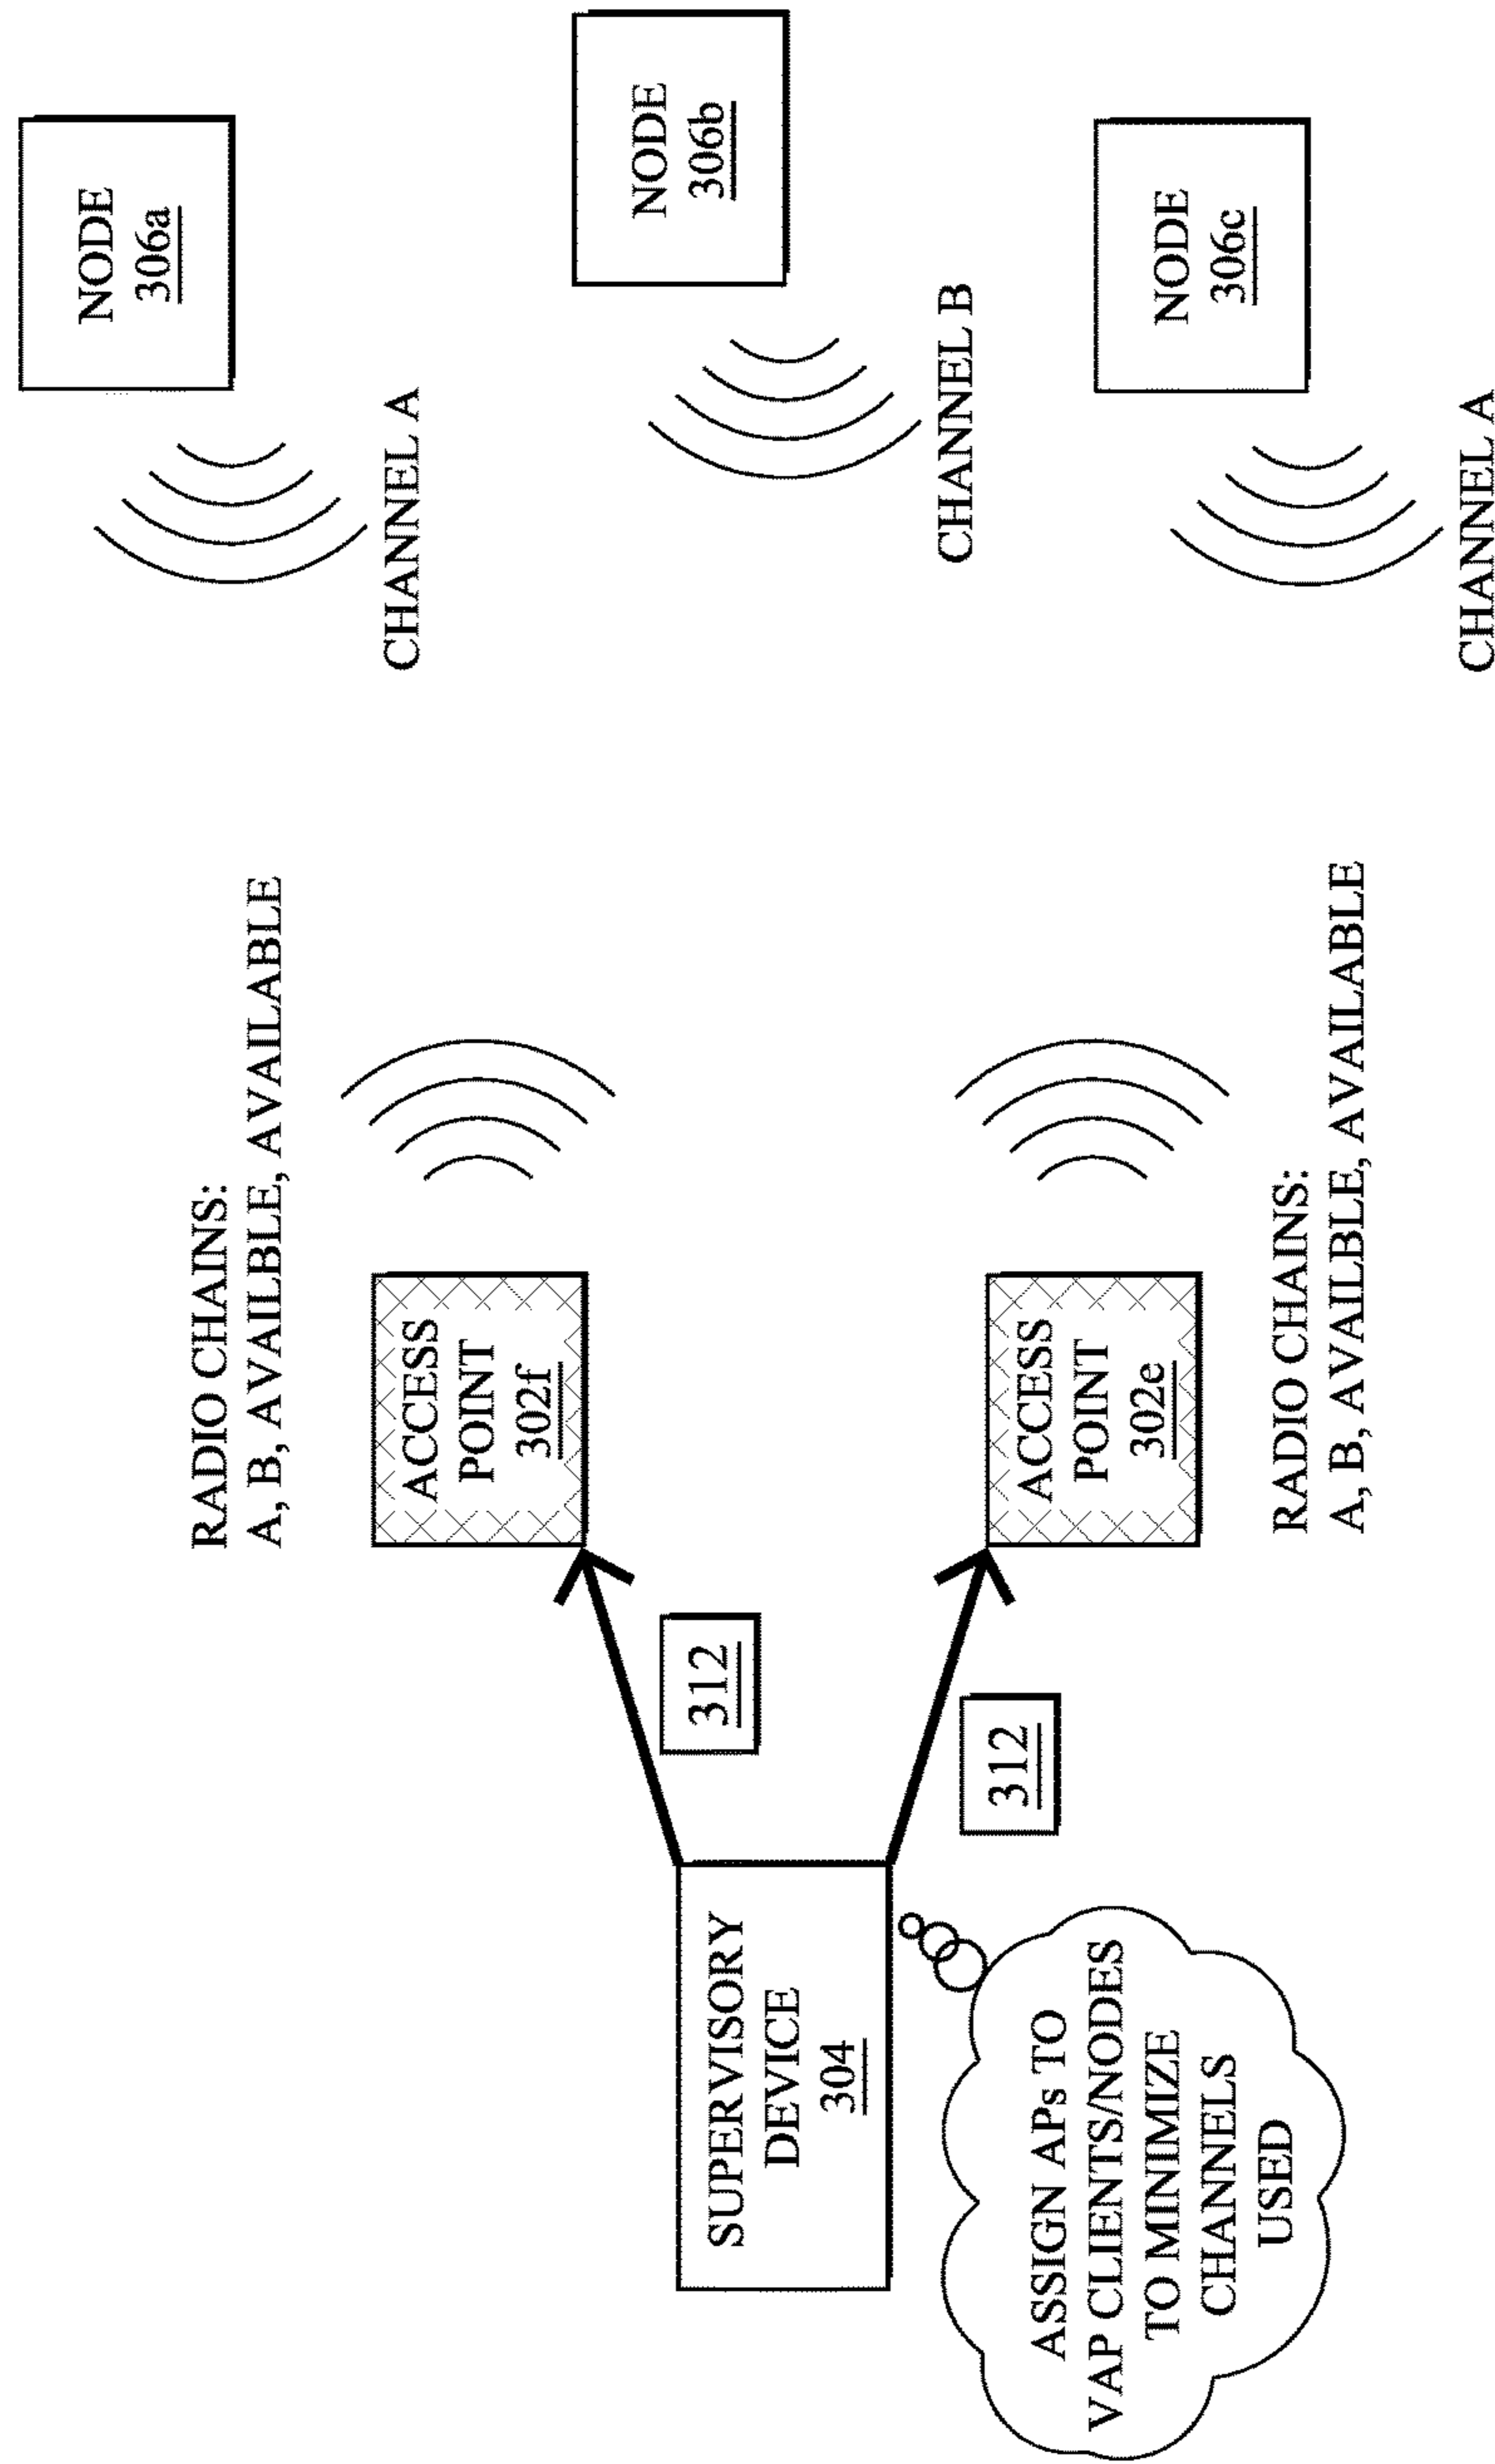 NODE
306a
CHANNEL A
NODE
306b
CHANNEL B
NODE
306c
CHANNEL A
RADIO CHAINS:
A, B, AVAILBLE, AVAILABLE
ACCESS
POINT
302f
ACCESS
POINT
302e
RADIO CHAINS:
A, B, AVAILBLE, AVAILABLE
312
312
SUPERVISORY
DEVICE
304
ASSIGN APs TO
VAP CLIENTS/NODES
TO MINIMIZE
CHANNELS
USED